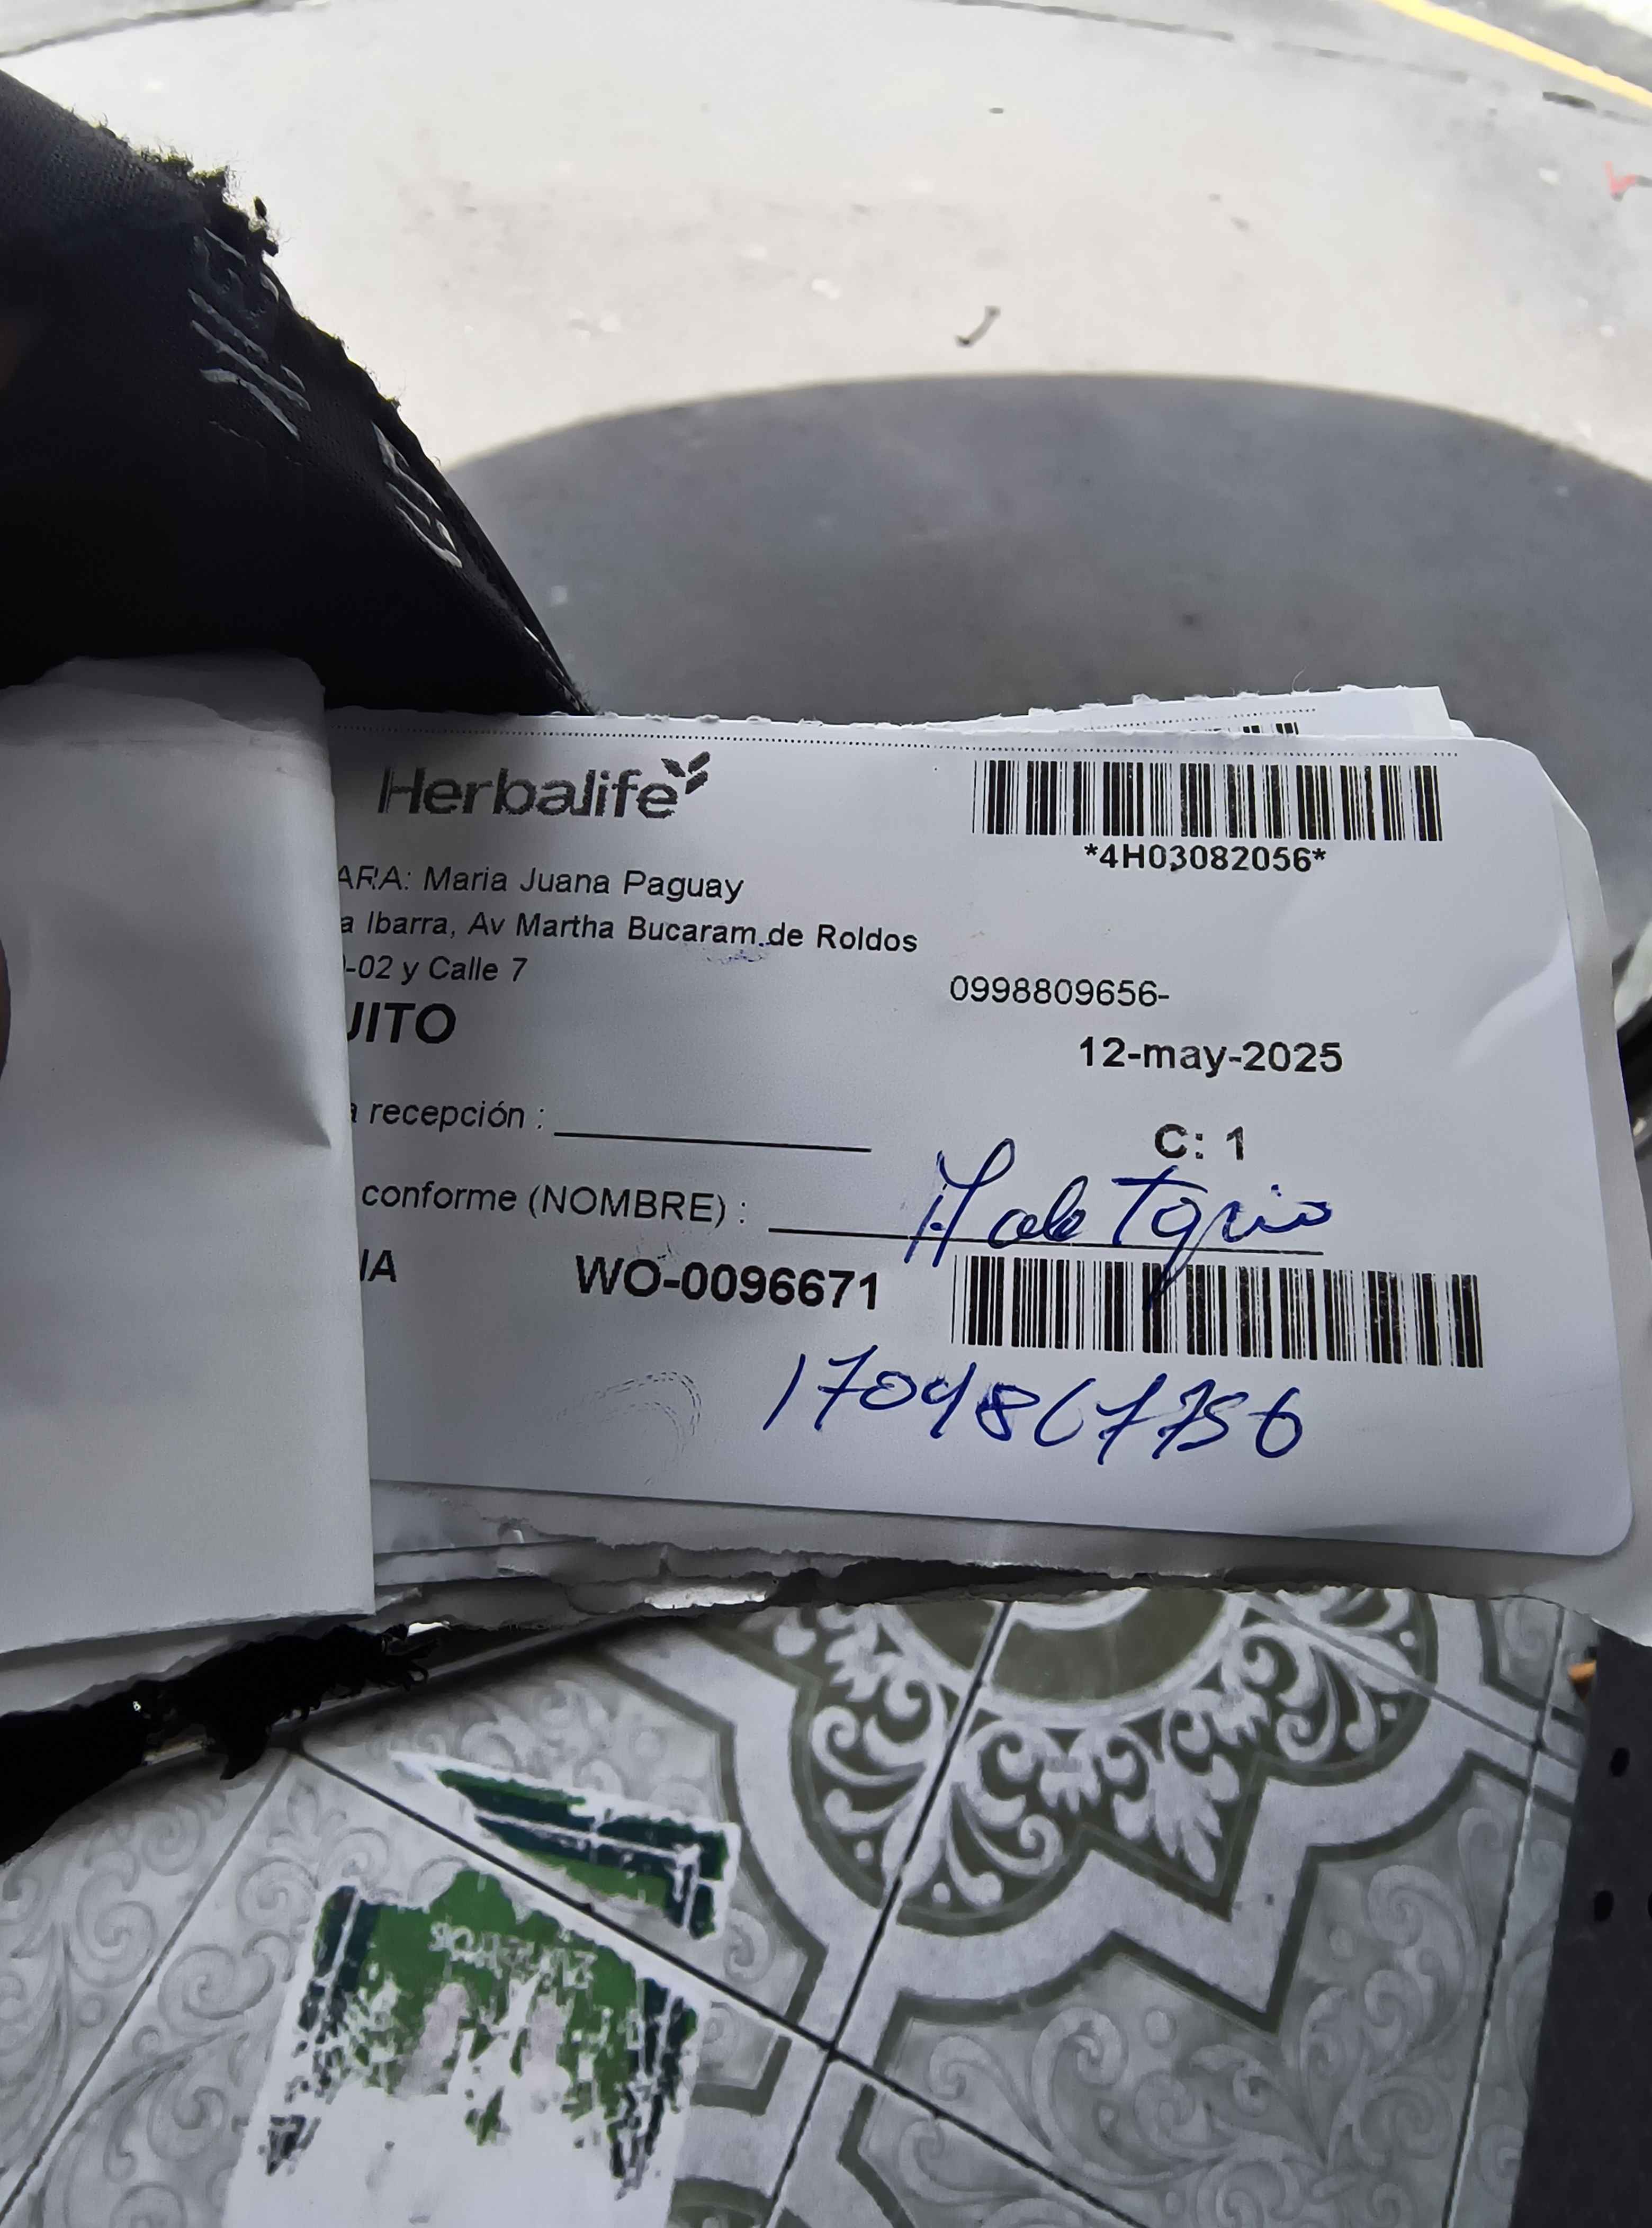 Herbalife
*4H03082056*
ARA: Maria Juana Paguay
a Ibarra, Av Martha Bucaram de Roldos
-02 y Calle 7
0998809656-
UITO
12-may-2025
a recepción :
C: 1
conforme (NOMBRE) :
IA
WO-0096671